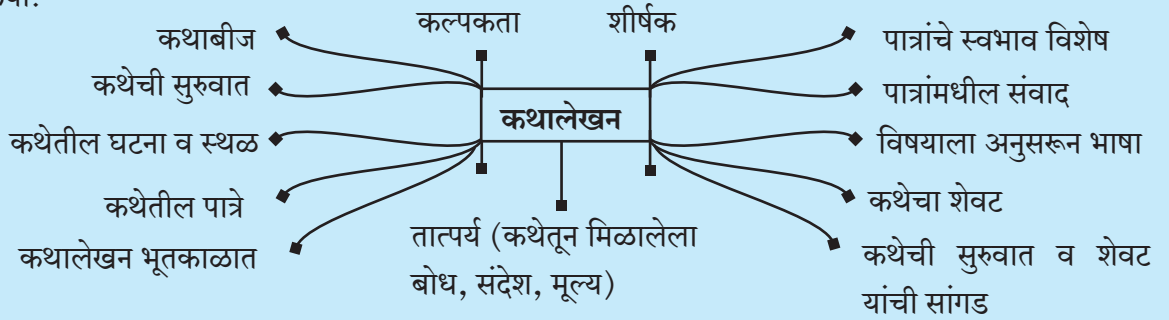 कल्पकता
शीर्षक
कथाबीज
कथेची सुरुवात
कथेतील घटना व स्थळ
कथेतील पात्रे
कथालेखन भूतकाळात
कथालेखन
तात्पर्य (कथेतून मिळालेला
बोध, संदेश, मूल्य)
पात्रांचे स्वभाव विशेष
पात्रांमधील संवाद
विषयाला अनुसरून भाषा
कथेचा शेवट
कथेची सुरुवात व शेवट
यांची सांगड